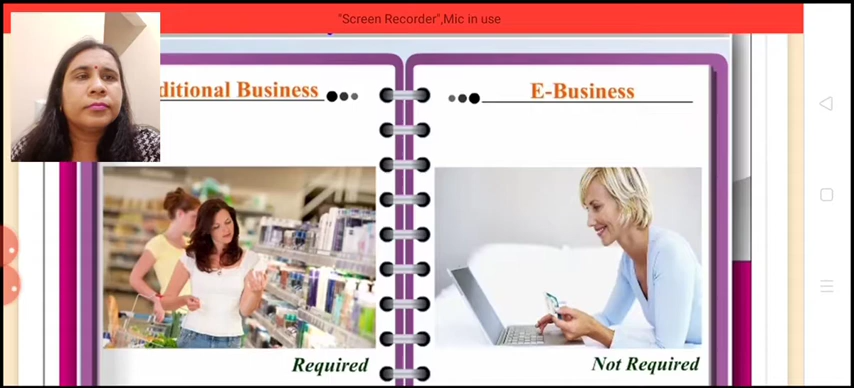 "Screen Recorder",Mic in use
ditional Business
E-Business
Required
Not Required